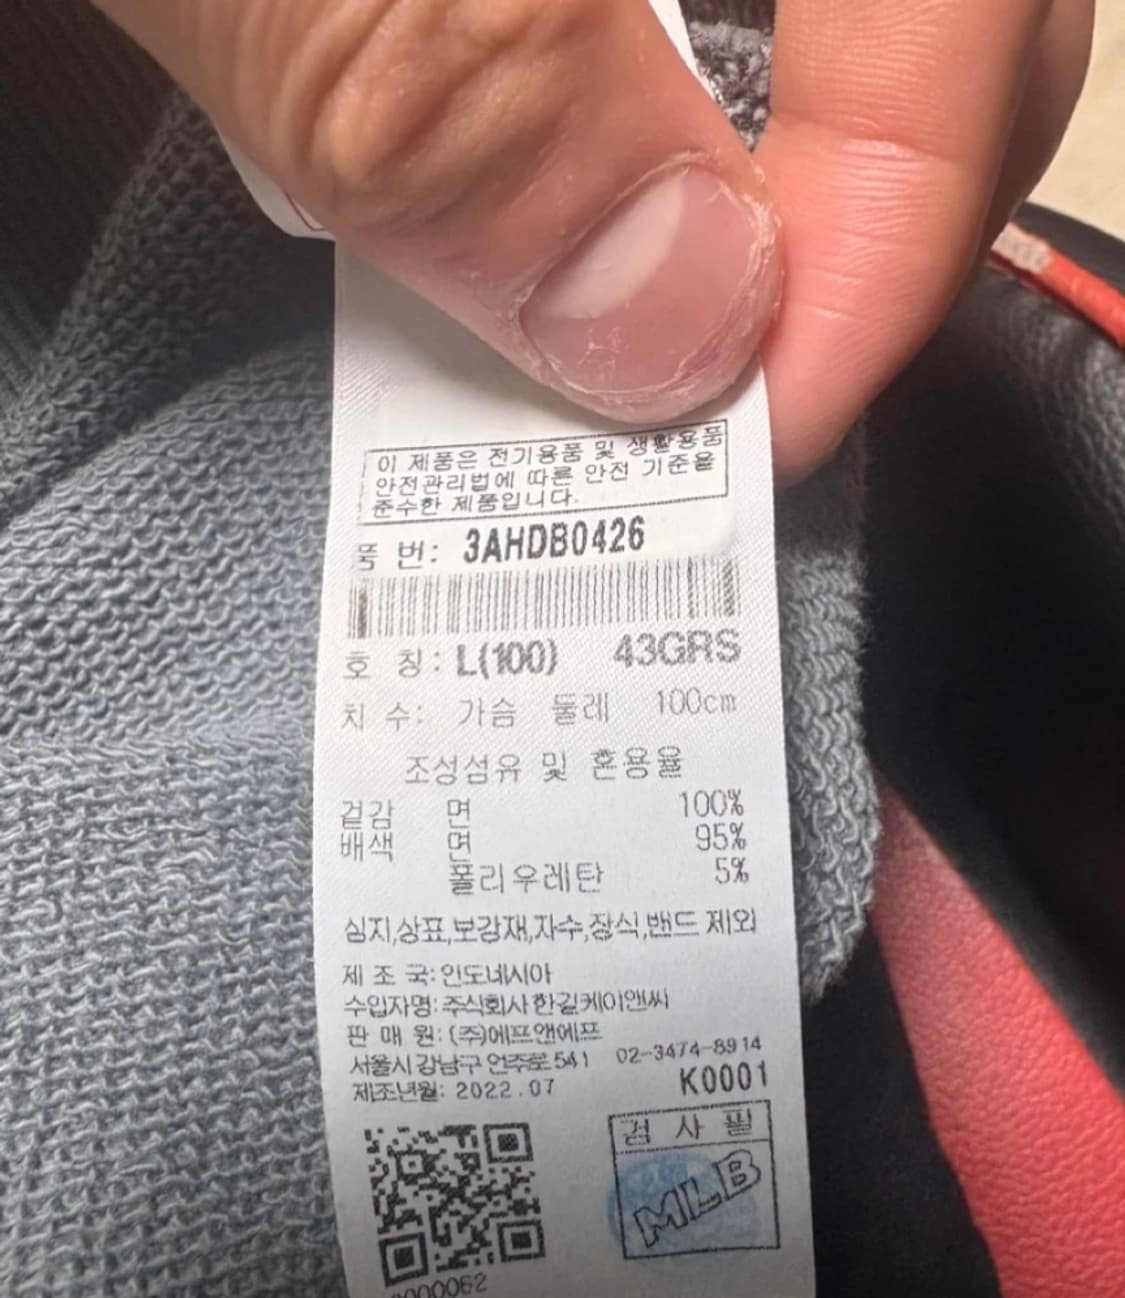 이 제품은 전기용품 및 생활용품
안전관리법에 따른 안전 기준을
준수한 제품입니다.
품 번: 3AHDB0426
호 칭: L(100) 43GRS
치 수: 가슴 둘레 100cm
조성섬유 및 혼용율
겉감 면 100%
배색 면 95%
폴리우레탄 5%
심지,상표,보강재,자수,장식,밴드 제외
제 조 국: 인도네시아
수입자명: 주식회사 한길케이앤씨
판 매 원: (주)에프앤에프
서울시 강남구 언주로 541 02-3474-8914
제조년월: 2022.07 K0001
검 사 필
MLB